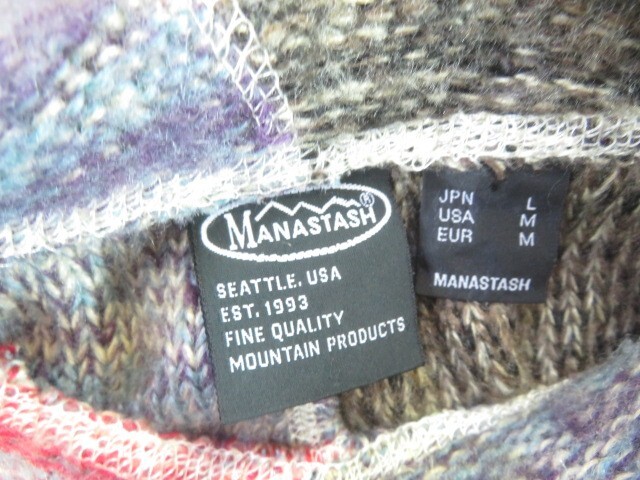 MANASTASH®
SEATTLE, USA
EST. 1993
FINE QUALITY
MOUNTAIN PRODUCTS
JPN L
USA M
EUR M
MANASTASH